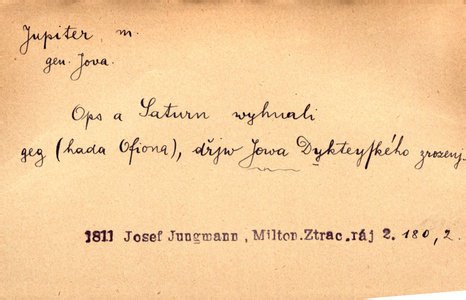 Jupiter, m.
gen. Jova.
Ops a Saturn wyhnali
geg (hada Ofiona), dřjw Jowa Dykteyſkého zrozenj.
1811 Josef Jungmann, Milton.Ztrac.ráj 2. 180, 2.